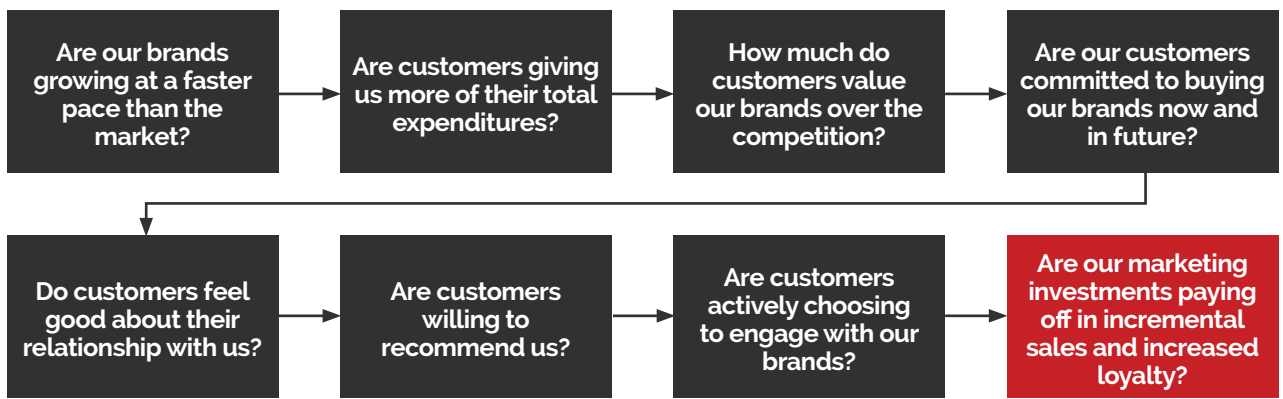 Are our brands
growing at a faster
pace than the
market?
Are customers giving
us more of their total
expenditures?
How much do
customers value
our brands over the
competition?
Are our customers
committed to buying
our brands now and
in future?
Do customers feel
good about their
relationship with us?
Are customers
willing to
recommend us?
Are customers
actively choosing
to engage with our
brands?
Are our marketing
investments paying
off in incremental
sales and increased
loyalty?